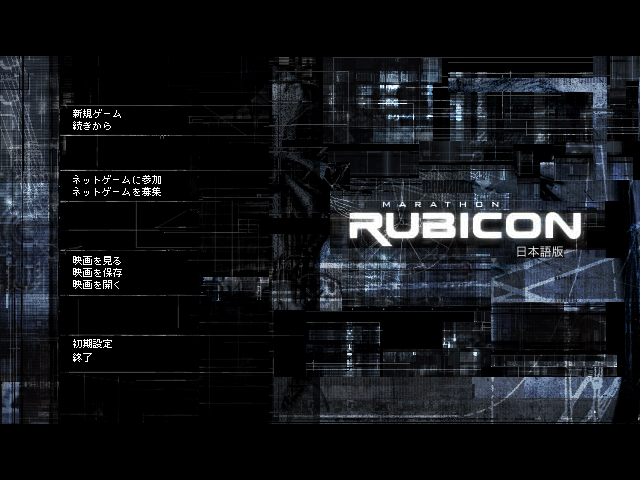 新規ゲーム
続きから
ネットゲームに参加
ネットゲームを募集
映画を見る
映画を保存
映画を開く
初期設定
終了
MARATHON
RUBICON
日本語版